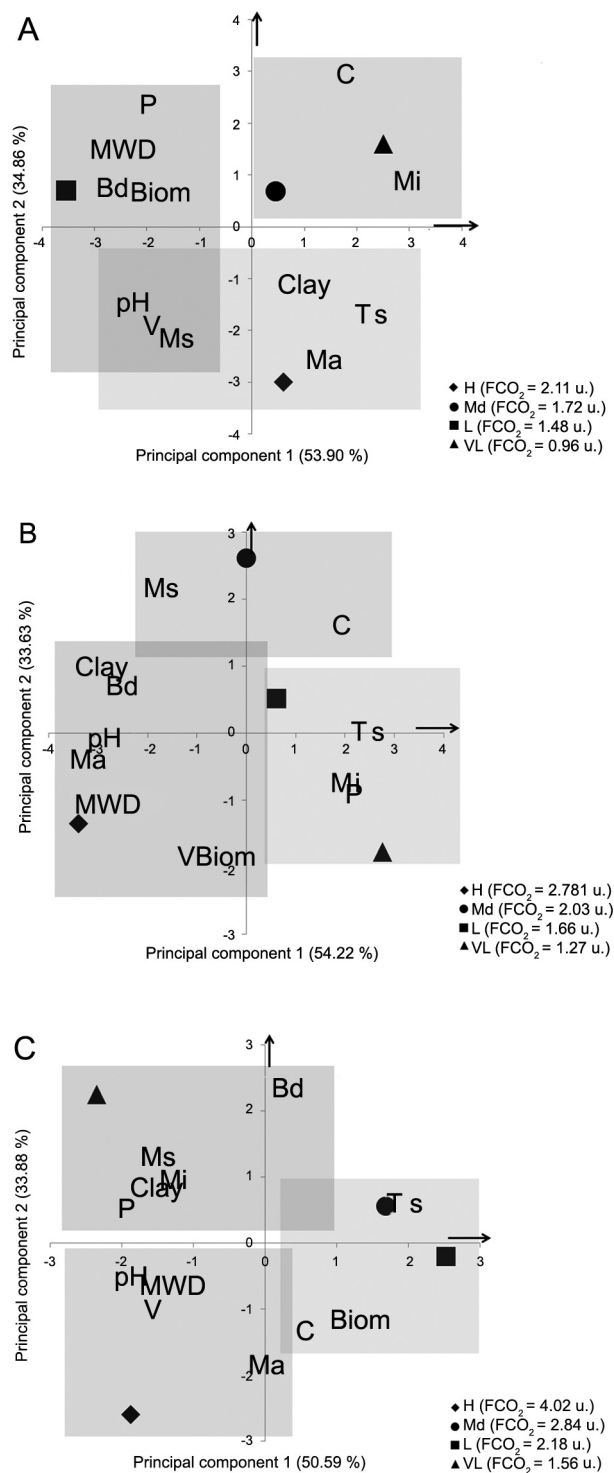 A
4
C
3
P
2
MWD
1
Mi
Bd Biom
0
-4 -3 -2 -1 0 1 2 3 4
-1
Clay
pH
Ts
V
Ms
-2
Ma
-3
-4
Principal component 2 (34.86 %)
Principal component 1 (53.90 %)
H (FCO2 = 2.11 u.)
Md (FCO2 = 1.72 u.)
L (FCO2 = 1.48 u.)
VL (FCO2 = 0.96 u.)
B
3
Ms
2
C
Clay
1
Bd
pH
0
Ts
-4 -3 -2 -1 0 1 2 3 4
Ma
Mi
P
-1
MWD
VBiom
-2
-3
Principal component 2 (33.63 %)
Principal component 1 (54.22 %)
H (FCO2 = 2.781 u.)
Md (FCO2 = 2.03 u.)
L (FCO2 = 1.66 u.)
VL (FCO2 = 1.27 u.)
C
3
Bd
2
Ms
Mi
1
Clay
P
Ts
0
-3 -2 -1 0 1 2 3
pH MWD
V
-1
Biom
C
Ma
-2
-3
Principal component 2 (33.88 %)
Principal component 1 (50.59 %)
H (FCO2 = 4.02 u.)
Md (FCO2 = 2.84 u.)
L (FCO2 = 2.18 u.)
VL (FCO2 = 1.56 u.)